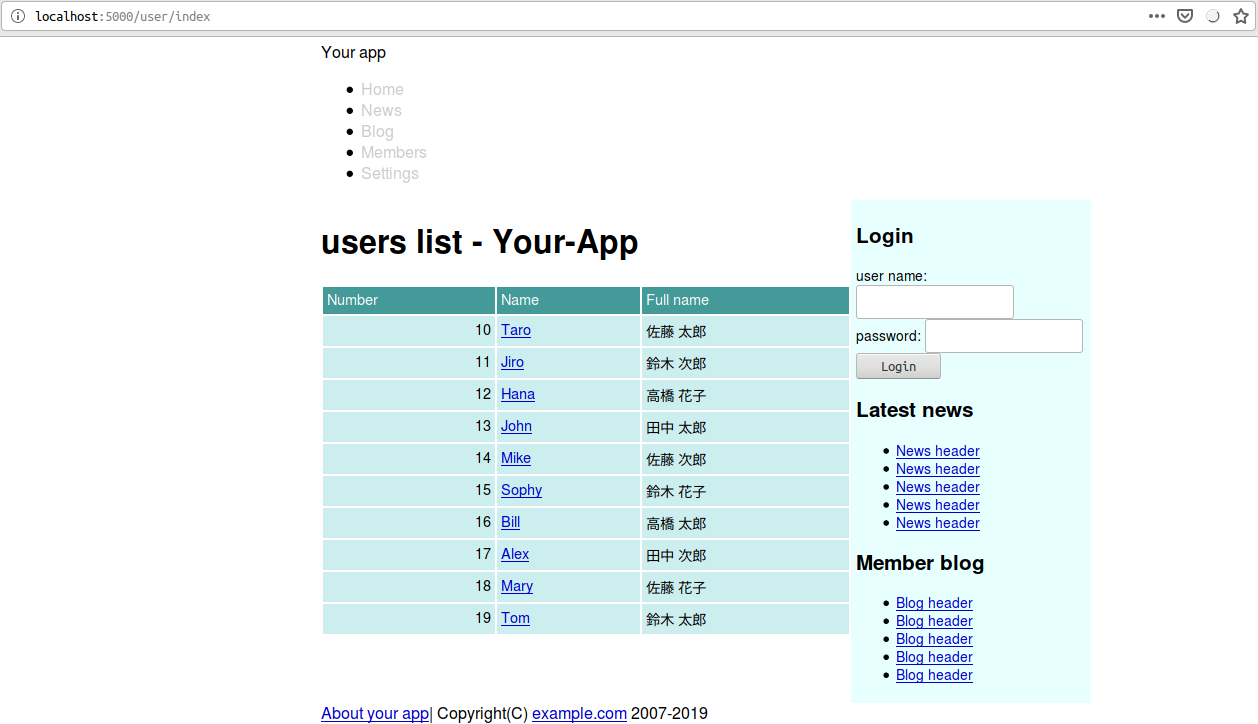 localhost:5000/user/index
Your app
Home
News
Blog
Members
Settings
users list - Your-App
Number Name Full name
10 Taro 佐藤 太郎
11 Jiro 鈴木 次郎
12 Hana 高橋 花子
13 John 田中 太郎
14 Mike 佐藤 次郎
15 Sophy 鈴木 花子
16 Bill 高橋 太郎
17 Alex 田中 次郎
18 Mary 佐藤 花子
19 Tom 鈴木 太郎
Login
user name:
password:
Login
Latest news
News header
News header
News header
News header
News header
Member blog
Blog header
Blog header
Blog header
Blog header
Blog header
About your app| Copyright(C) example.com 2007-2019